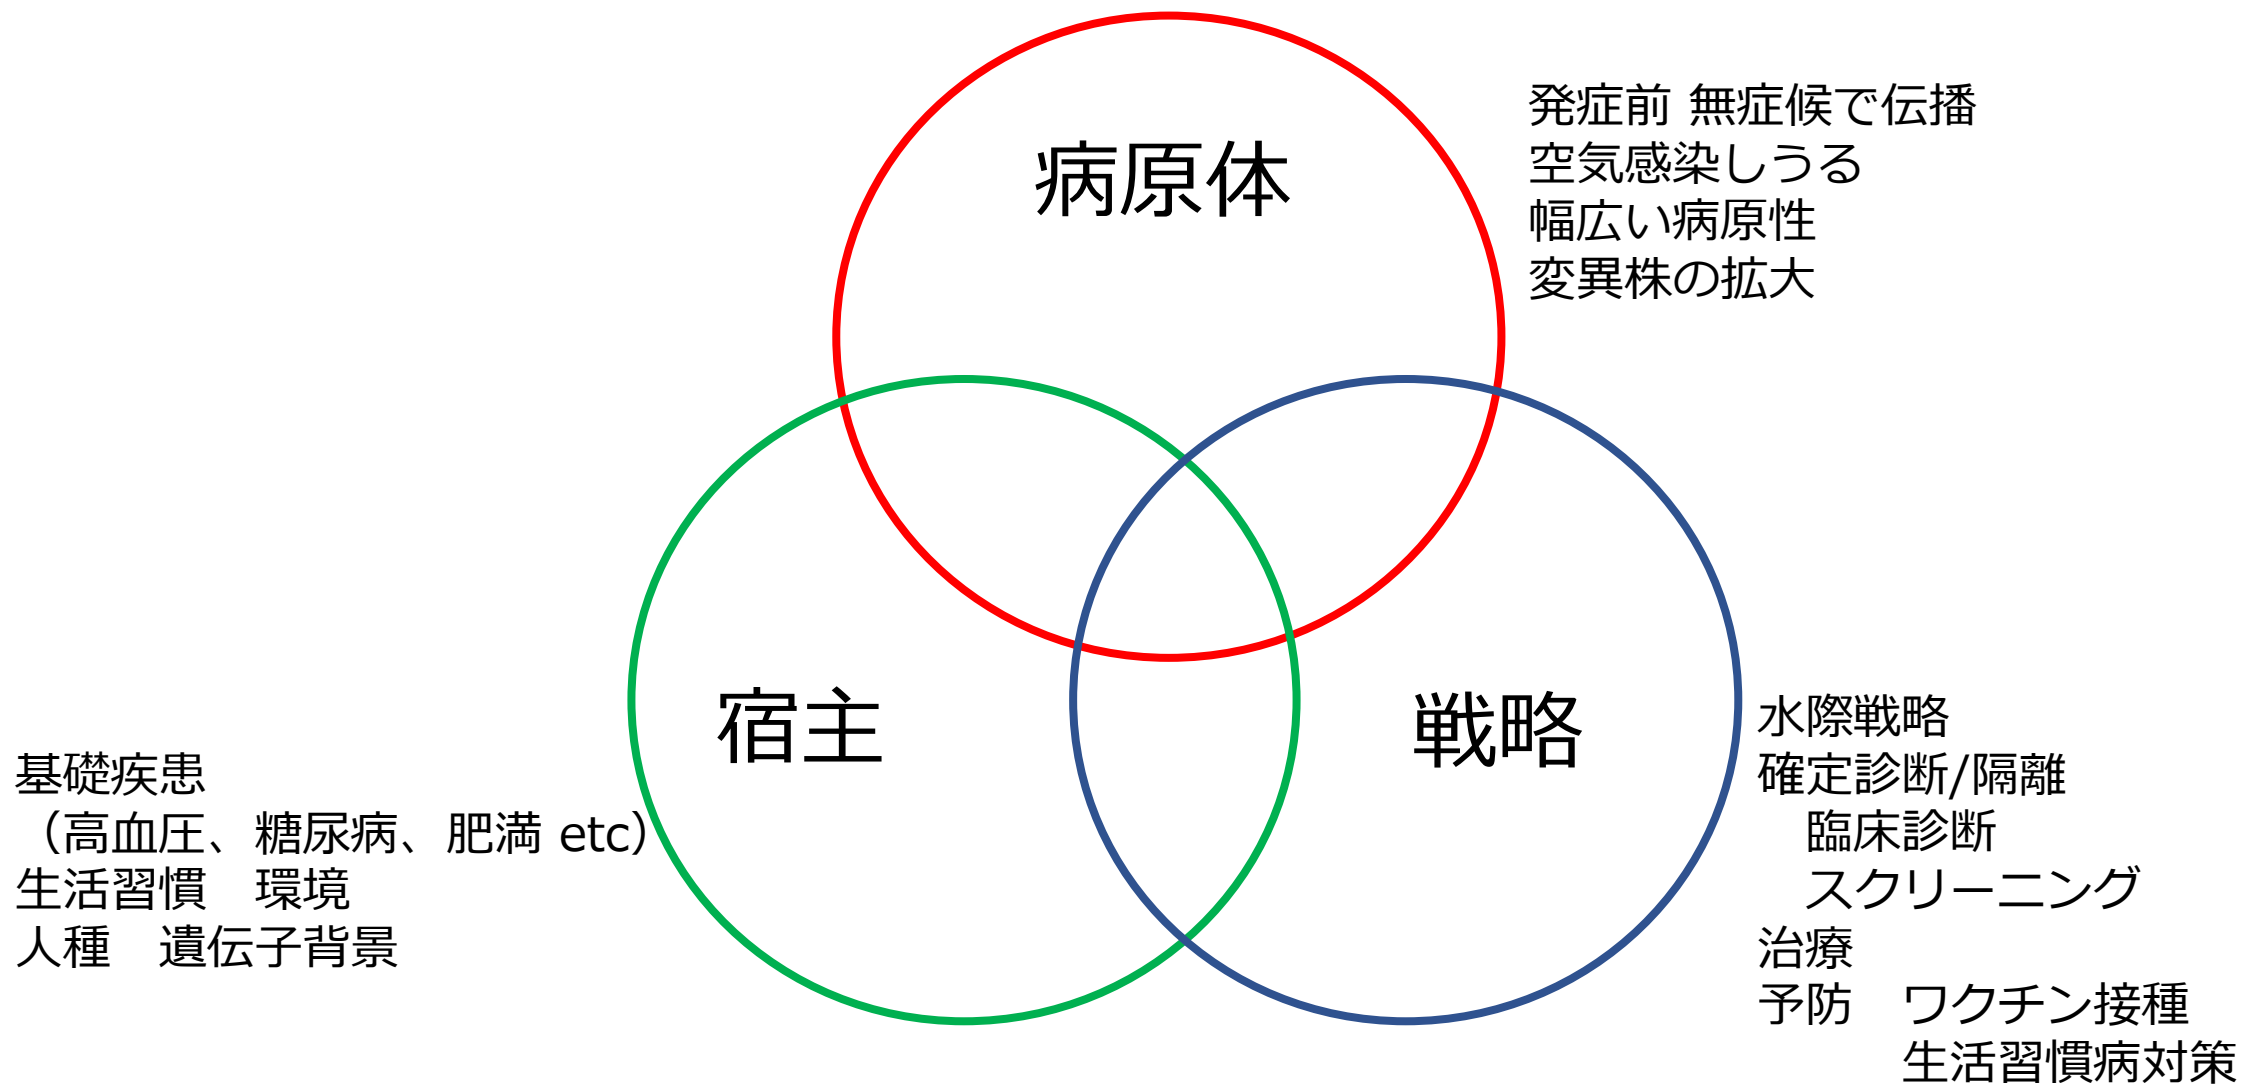 病原体
発症前 無症候で伝播
空気感染しうる
幅広い病原性
変異株の拡大
宿主
基礎疾患
（高血圧、糖尿病、肥満 etc）
生活習慣　環境
人種　遺伝子背景
戦略
水際戦略
確定診断/隔離
　臨床診断
　スクリーニング
治療
予防　ワクチン接種
　　　生活習慣病対策